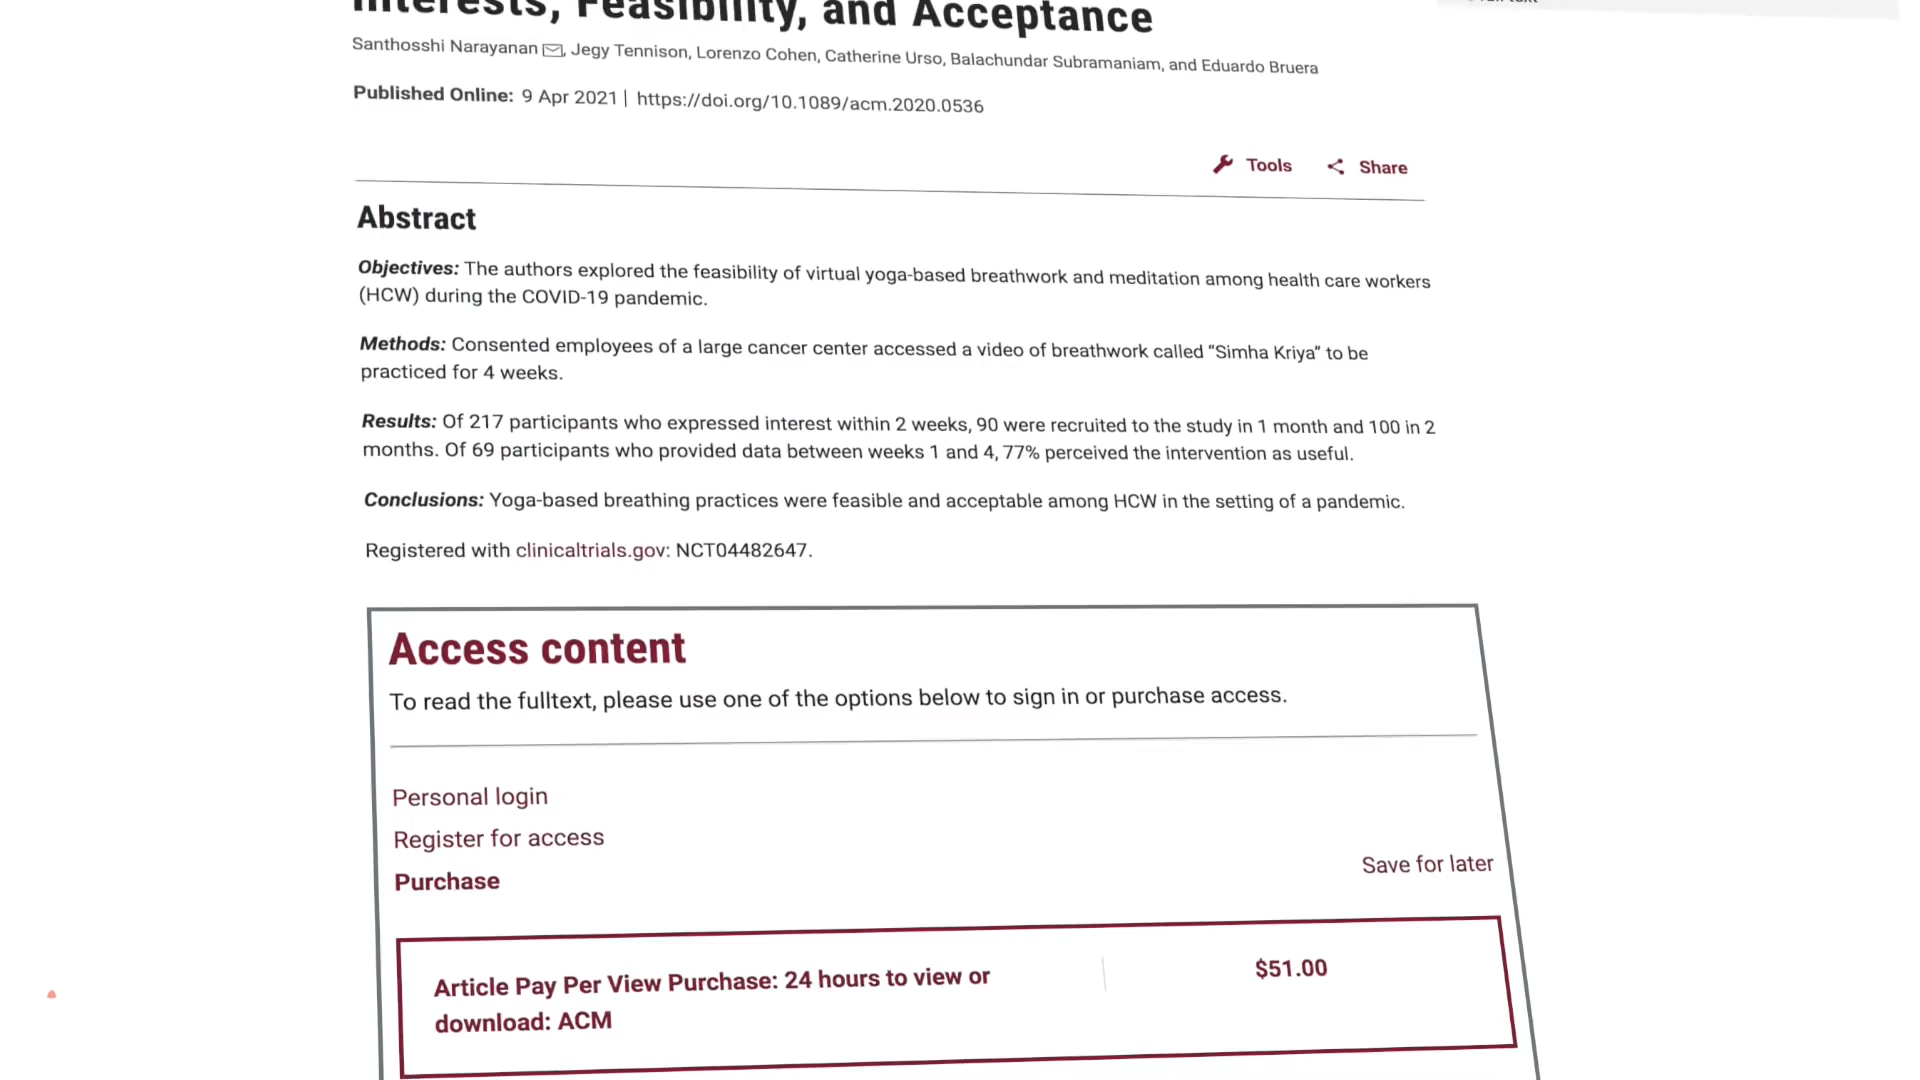 Interests, Feasibility, and Acceptance
Santhosshi Narayanan, Jegy Tennison, Lorenzo Cohen, Catherine Urso, Balachundar Subramaniam, and Eduardo Bruera
Published Online: 9 Apr 2021 | https://doi.org/10.1089/acm.2020.0536
Tools Share
Abstract
Objectives: The authors explored the feasibility of virtual yoga-based breathwork and meditation among health care workers
(HCW) during the COVID-19 pandemic.
Methods: Consented employees of a large cancer center accessed a video of breathwork called “Simha Kriya” to be
practiced for 4 weeks.
Results: Of 217 participants who expressed interest within 2 weeks, 90 were recruited to the study in 1 month and 100 in 2
months. Of 69 participants who provided data between weeks 1 and 4, 77% perceived the intervention as useful.
Conclusions: Yoga-based breathing practices were feasible and acceptable among HCW in the setting of a pandemic.
Registered with clinicaltrials.gov: NCT04482647.
Access content
To read the fulltext, please use one of the options below to sign in or purchase access.
Personal login
Register for access
Purchase
Save for later
Article Pay Per View Purchase: 24 hours to view or
download: ACM
$51.00